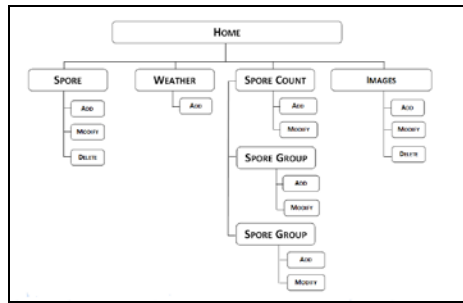 HOME
SPORE
WEATHER
SPORE COUNT
IMAGES
ADD
MODIFY
DELETE
ADD
ADD
MODIFY
SPORE GROUP
ADD
MODIFY
SPORE GROUP
ADD
MODIFY
ADD
MODIFY
DELETE